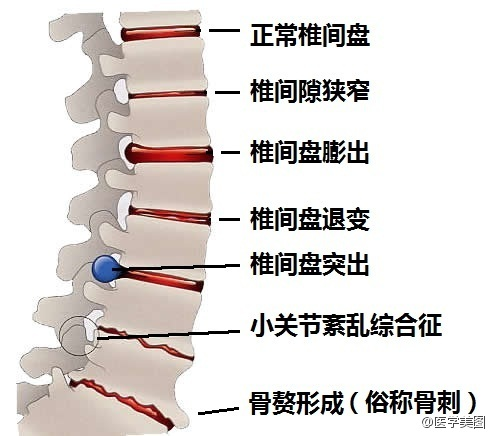 正常椎间盘
椎间隙狭窄
椎间盘膨出
椎间盘退变
椎间盘突出
小关节紊乱综合征
骨赘形成（俗称骨刺）
@医学美图